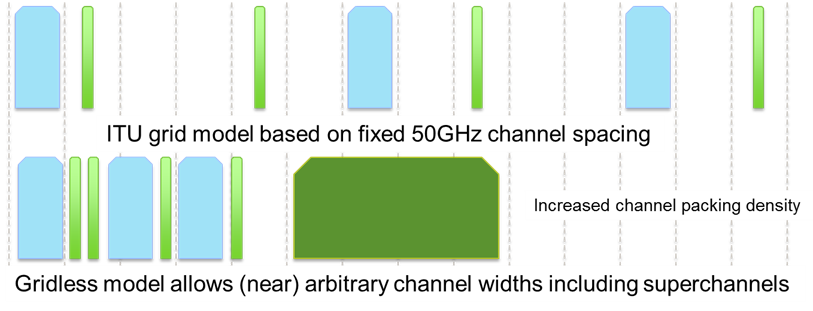 ITU grid model based on fixed 50GHz channel spacing
Increased channel packing density
Gridless model allows (near) arbitrary channel widths including superchannels